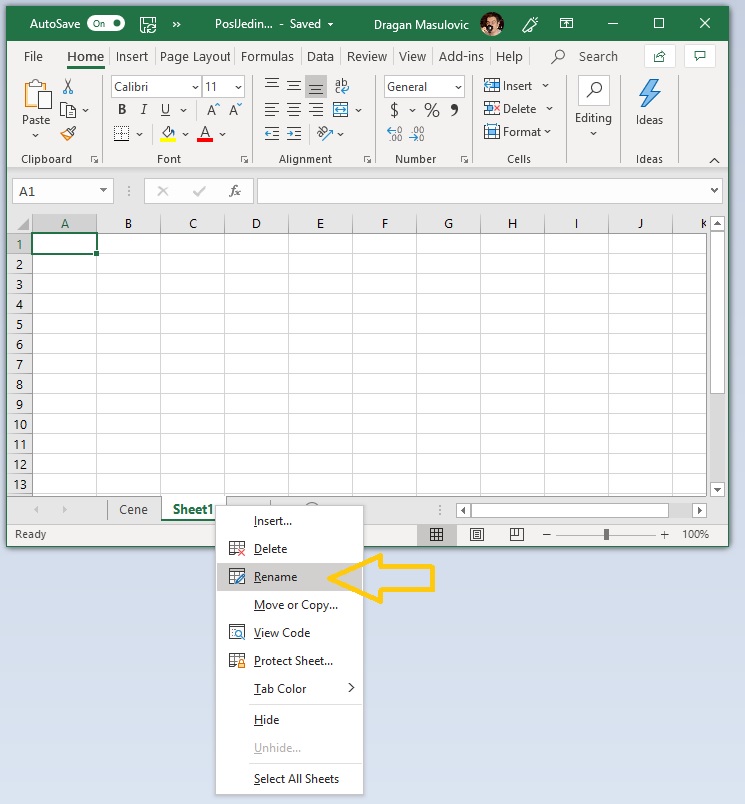 AutoSave On » PosJedin... - Saved Dragan Masulovic
File Home Insert Page Layout Formulas Data Review View Add-ins Help Search
Calibri 11 ab General Insert
Paste B I U A A $ % , Delete Editing Ideas
A Format
Clipboard Font Alignment Number Cells Ideas
A1 fx
A B C D E F G H I J K
1
2
3
4
5
6
7
8
9
10
11
12
13
Cene Sheet1
Ready 100%
Insert...
Delete
Rename
Move or Copy...
View Code
Protect Sheet...
Tab Color
Hide
Unhide...
Select All Sheets